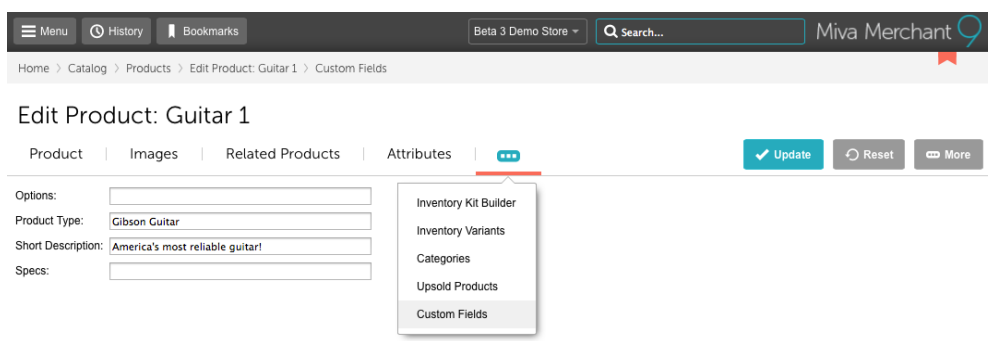 Menu History Bookmarks Beta 3 Demo Store Search... Miva Merchant 9
Home > Catalog > Products > Edit Product: Guitar 1 > Custom Fields
Edit Product: Guitar 1
Product | Images | Related Products | Attributes | Update Reset More
Options:
Product Type: Gibson Guitar
Short Description: America's most reliable guitar!
Specs:
Inventory Kit Builder
Inventory Variants
Categories
Upsold Products
Custom Fields